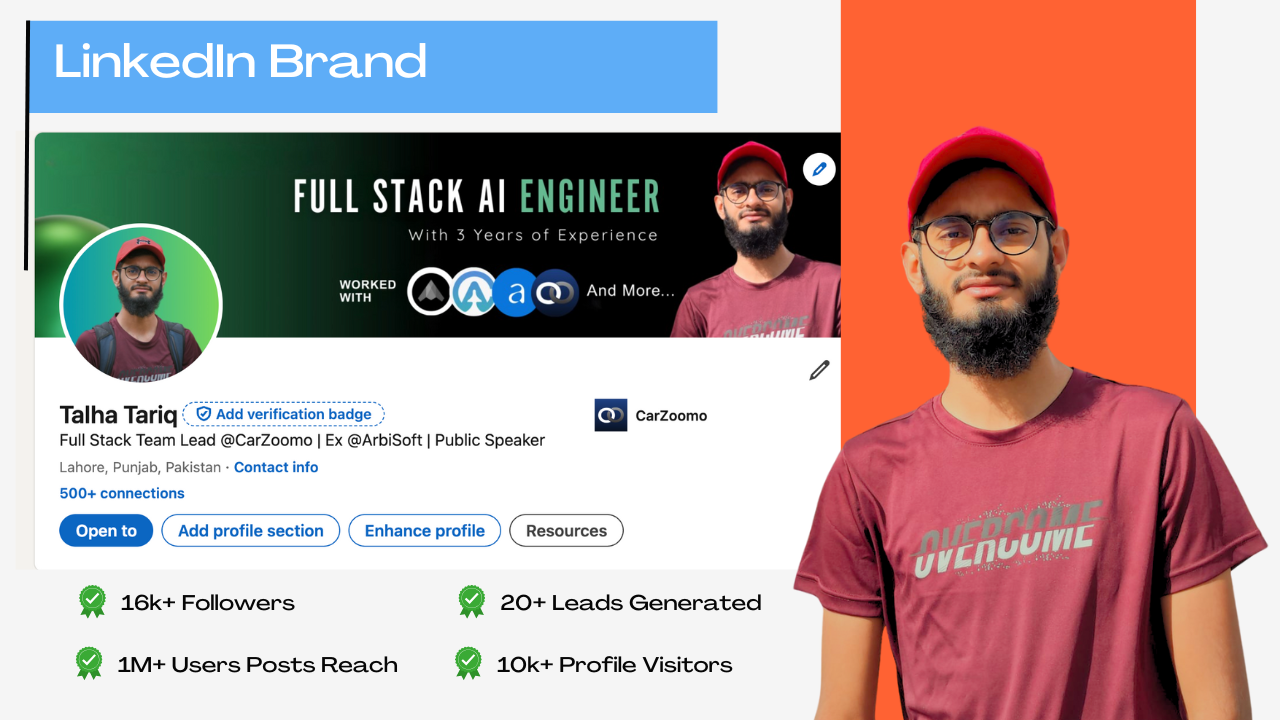 LinkedIn Brand
FULL STACK AI ENGINEER
With 3 Years of Experience
WORKED
WITH
a
And More...
OVERCOME
Talha Tariq
Add verification badge
CarZoomo
Full Stack Team Lead @CarZoomo | Ex @ArbiSoft | Public Speaker
Lahore, Punjab, Pakistan · Contact info
500+ connections
Open to
Add profile section
Enhance profile
Resources
OVERCOME
16k+ Followers
20+ Leads Generated
1M+ Users Posts Reach
10k+ Profile Visitors